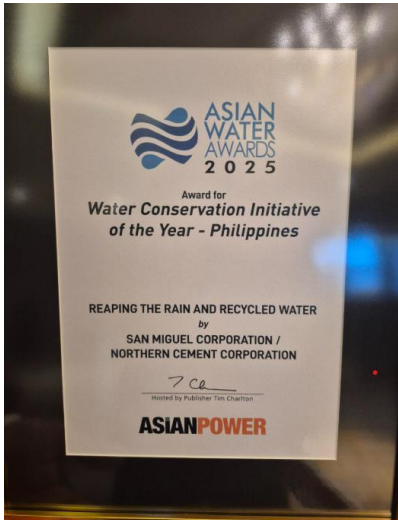 ASIAN
WATER
AWARDS
2025
Award for
Water Conservation Initiative
of the Year - Philippines
REAPING THE RAIN AND RECYCLED WATER
by
SAN MIGUEL CORPORATION /
NORTHERN CEMENT CORPORATION
Hosted by Publisher Tim Charlton
ASIANPOWER